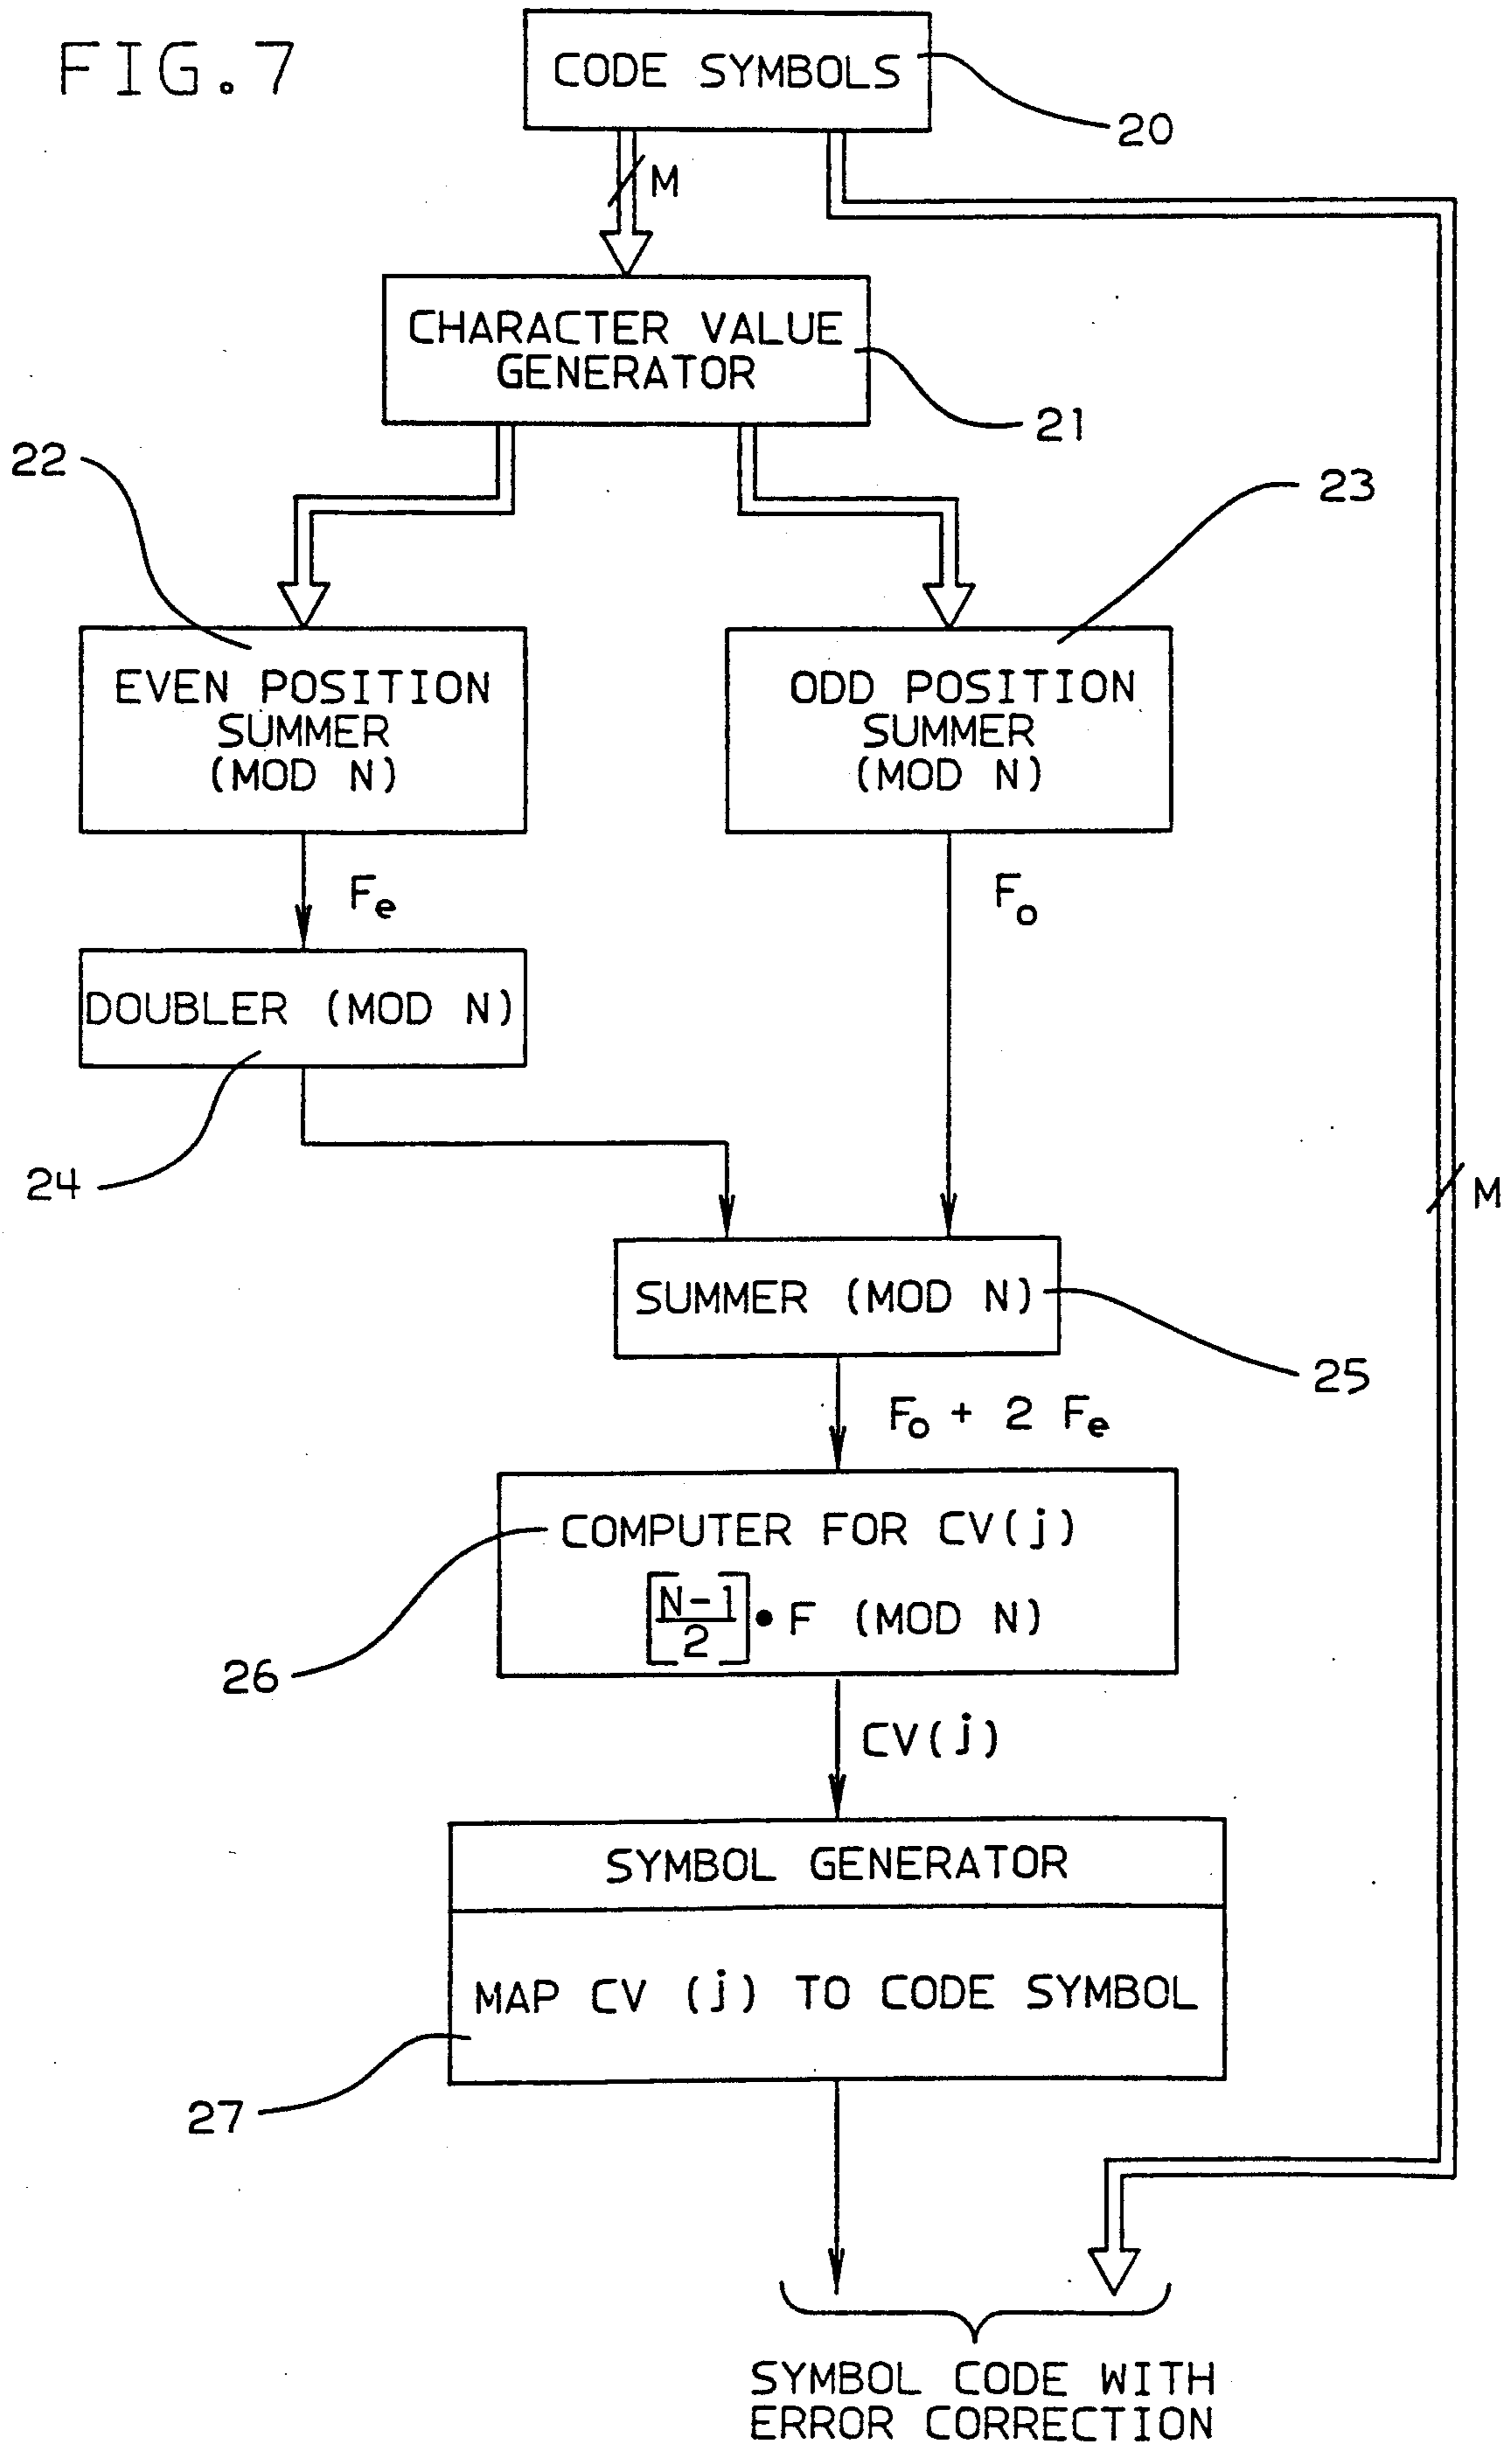 FIG. 7
CODE SYMBOLS
20
M
CHARACTER VALUE
GENERATOR
21
22
23
EVEN POSITION
SUMMER
(MOD N)
ODD POSITION
SUMMER
(MOD N)
Fe
Fo
DOUBLER (MOD N)
24
M
SUMMER (MOD N)
25
Fo + 2 Fe
COMPUTER FOR CV(j)
[N-1/2] • F (MOD N)
26
CV(j)
SYMBOL GENERATOR
MAP CV (j) TO CODE SYMBOL
27
SYMBOL CODE WITH
ERROR CORRECTION